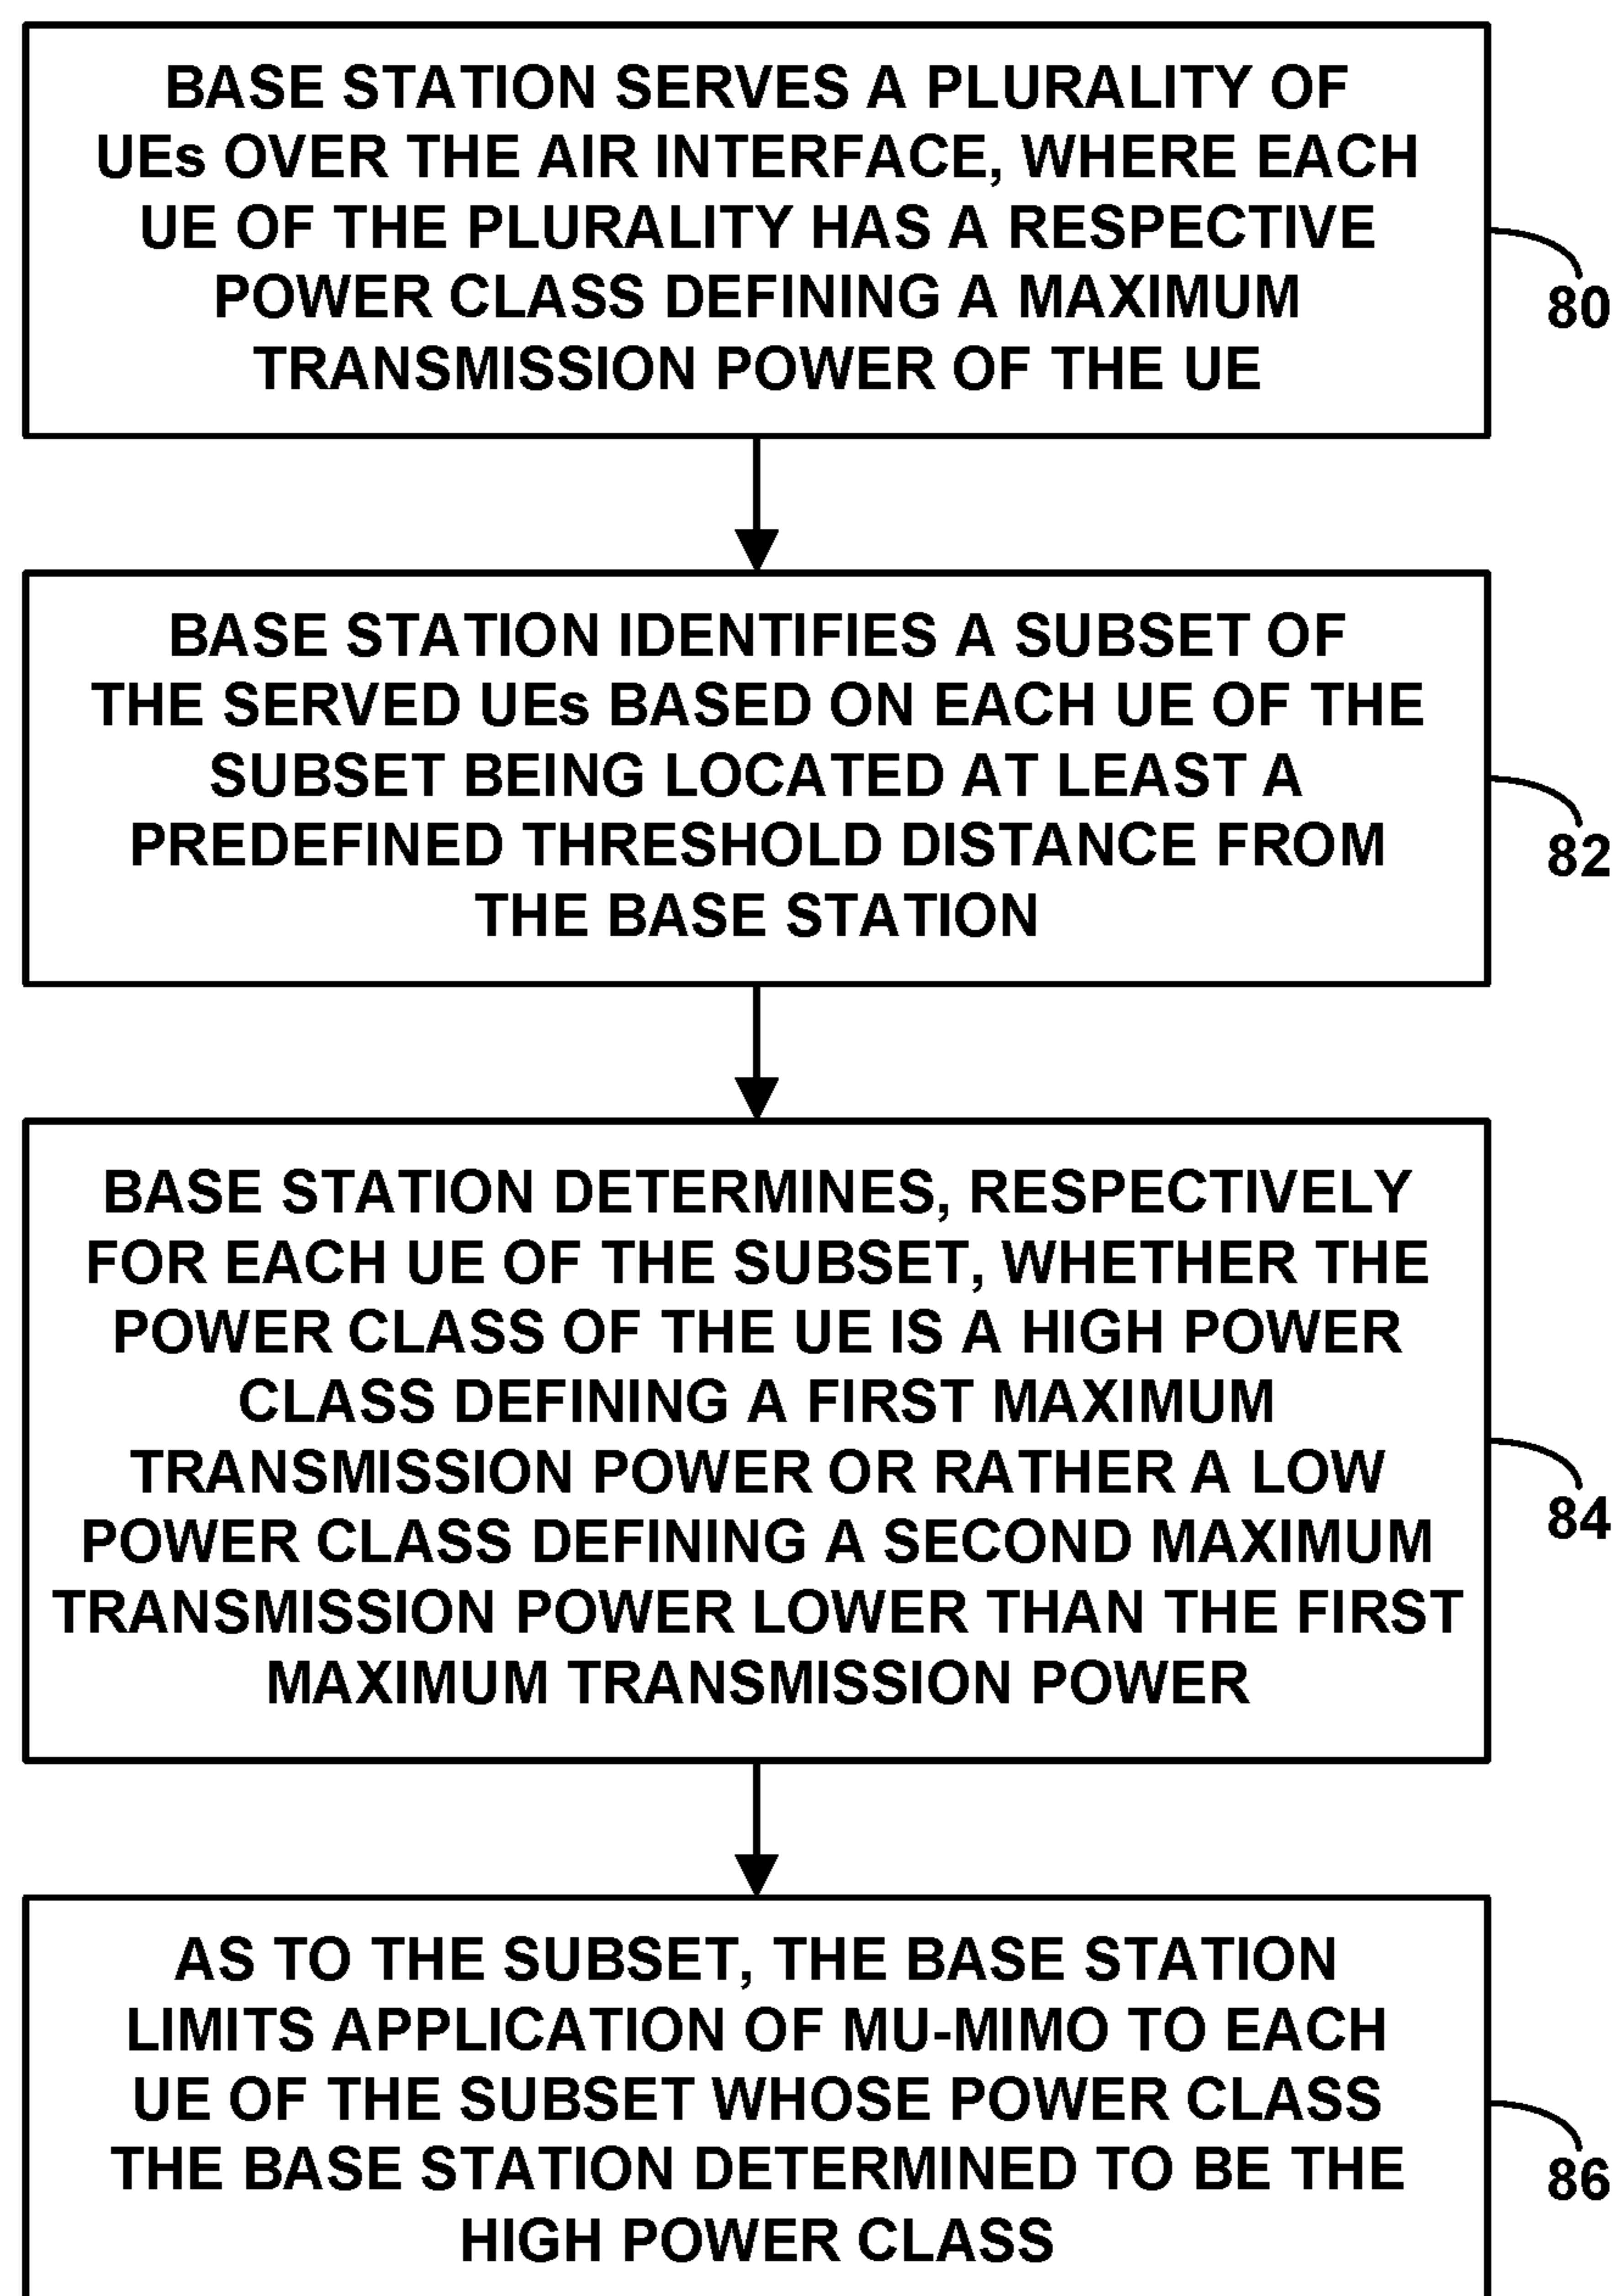 BASE STATION SERVES A PLURALITY OF
UEs OVER THE AIR INTERFACE, WHERE EACH
UE OF THE PLURALITY HAS A RESPECTIVE
POWER CLASS DEFINING A MAXIMUM
TRANSMISSION POWER OF THE UE
80
BASE STATION IDENTIFIES A SUBSET OF
THE SERVED UEs BASED ON EACH UE OF THE
SUBSET BEING LOCATED AT LEAST A
PREDEFINED THRESHOLD DISTANCE FROM
THE BASE STATION
82
BASE STATION DETERMINES, RESPECTIVELY
FOR EACH UE OF THE SUBSET, WHETHER THE
POWER CLASS OF THE UE IS A HIGH POWER
CLASS DEFINING A FIRST MAXIMUM
TRANSMISSION POWER OR RATHER A LOW
POWER CLASS DEFINING A SECOND MAXIMUM
TRANSMISSION POWER LOWER THAN THE FIRST
MAXIMUM TRANSMISSION POWER
84
AS TO THE SUBSET, THE BASE STATION
LIMITS APPLICATION OF MU-MIMO TO EACH
UE OF THE SUBSET WHOSE POWER CLASS
THE BASE STATION DETERMINED TO BE THE
HIGH POWER CLASS
86